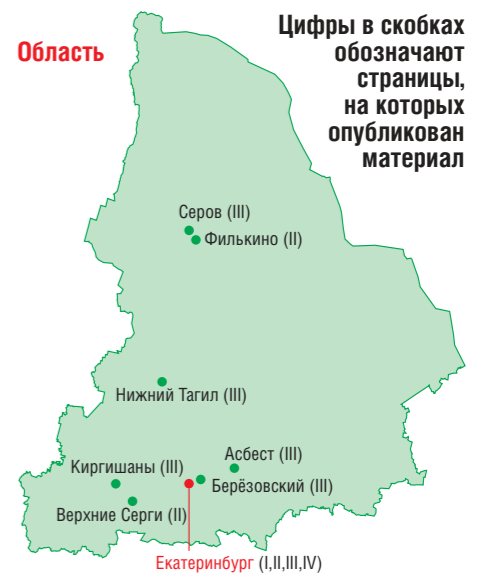 Область
Цифры в скобках
обозначают
страницы,
на которых
опубликован
материал
Серов (III)
Филькино (II)
Нижний Тагил (III)
Асбест (III)
Киргишаны (III)
Берёзовский (III)
Верхние Серги (II)
Екатеринбург (I,II,III,IV)